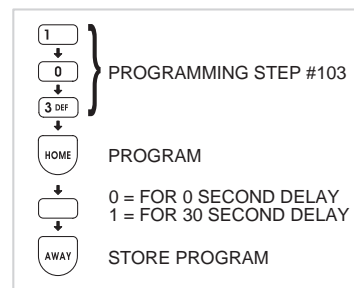 1
0
3 DEF
PROGRAMMING STEP #103
HOME
PROGRAM
0 = FOR 0 SECOND DELAY
1 = FOR 30 SECOND DELAY
AWAY
STORE PROGRAM